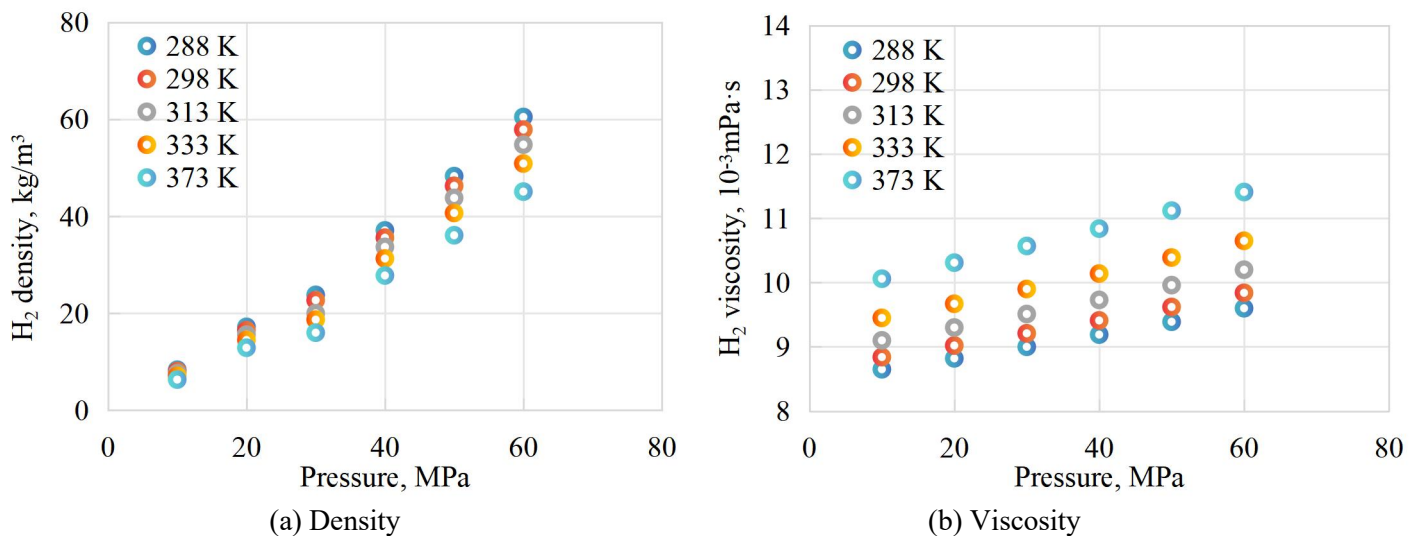 80
60
40
20
0
H₂ density, kg/m³
288 K
298 K
313 K
333 K
373 K
0 20 40 60 80
Pressure, MPa
(a) Density
14
13
12
11
10
9
8
H₂ viscosity, 10⁻³mPa·s
288 K
298 K
313 K
333 K
373 K
0 20 40 60 80
Pressure, MPa
(b) Viscosity